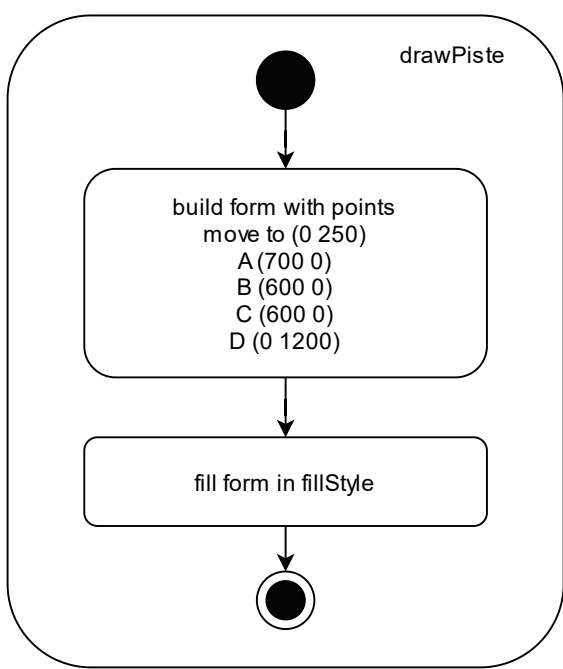 drawPiste
build form with points
move to (0 250)
A (700 0)
B (600 0)
C (600 0)
D (0 1200)
fill form in fillStyle